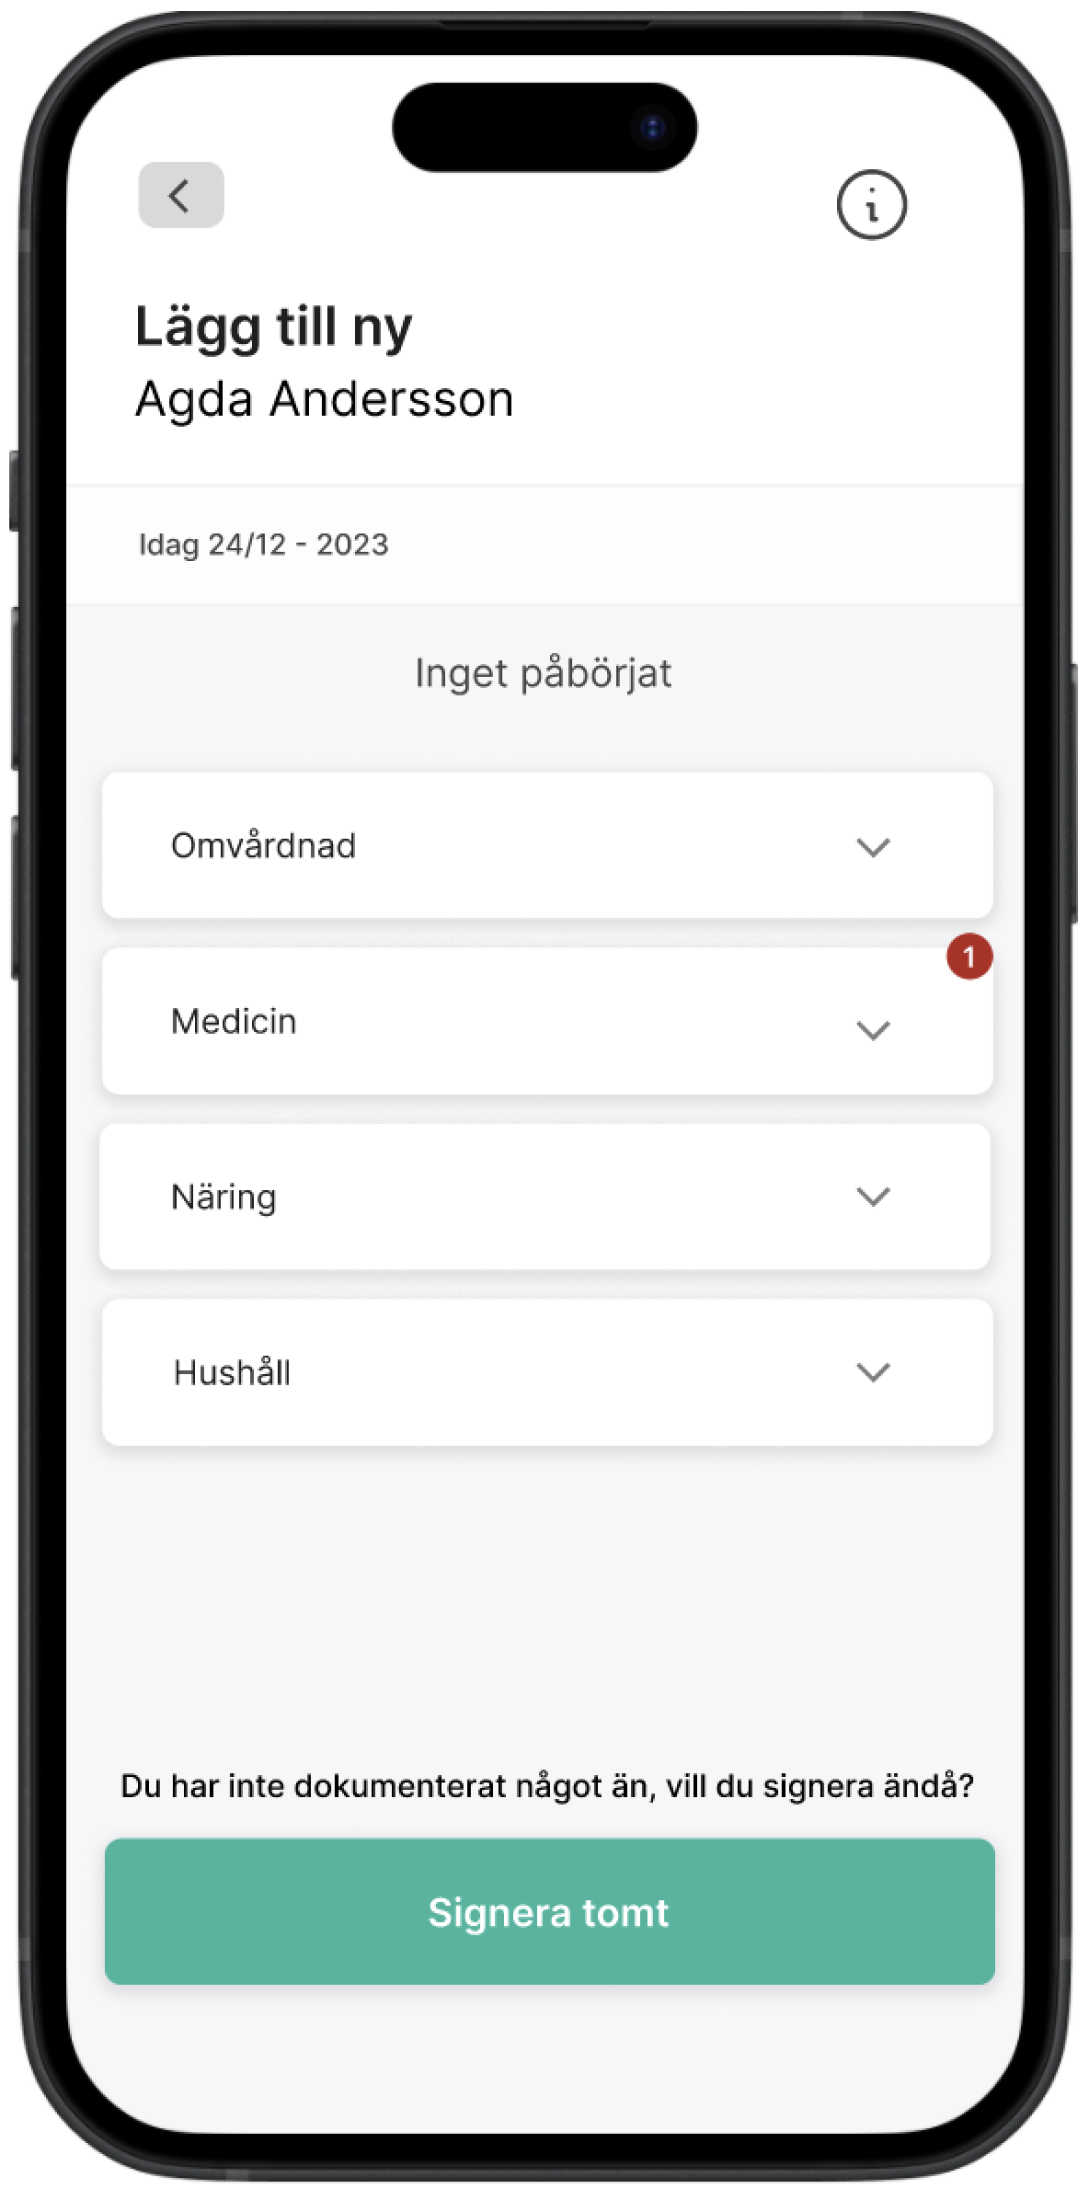 Lägg till ny
Agda Andersson
Idag 24/12 - 2023
Inget påbörjat
Omvårdnad
1
Medicin
Näring
Hushåll
Du har inte dokumenterat något än, vill du signera ändå?
Signera tomt